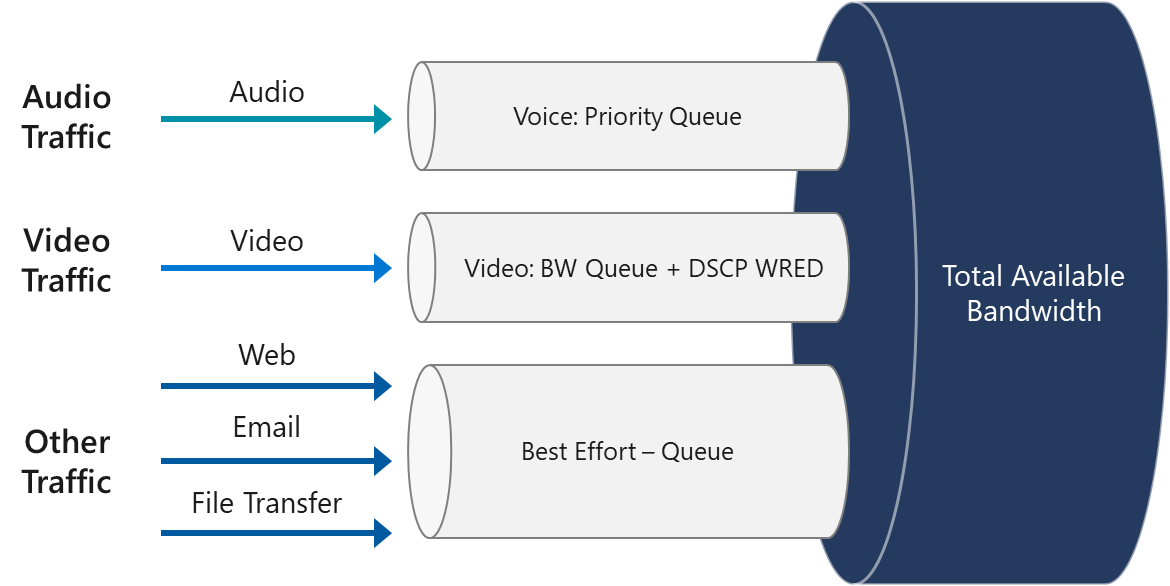 Audio
Traffic
Audio
Voice: Priority Queue
Video
Traffic
Video
Video: BW Queue + DSCP WRED
Total Available
Bandwidth
Other
Traffic
Web
Email
File Transfer
Best Effort – Queue